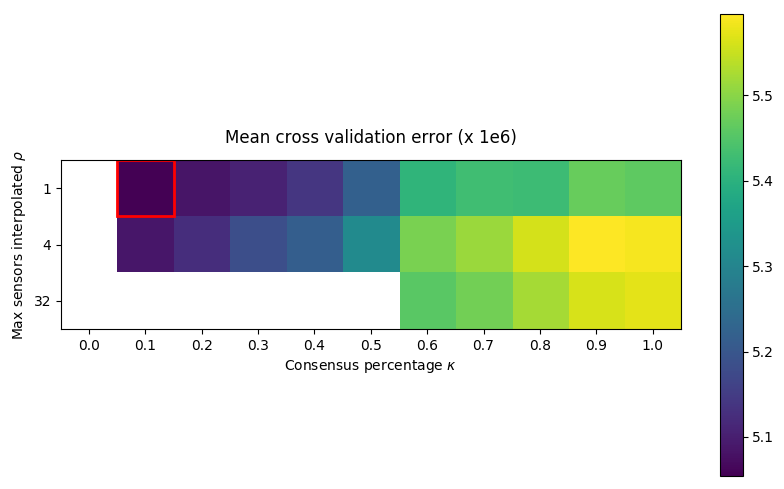 Mean cross validation error (x 1e6)
Max sensors interpolated ρ
1
4
32
0.0 0.1 0.2 0.3 0.4 0.5 0.6 0.7 0.8 0.9 1.0
Consensus percentage κ
5.5
5.4
5.3
5.2
5.1